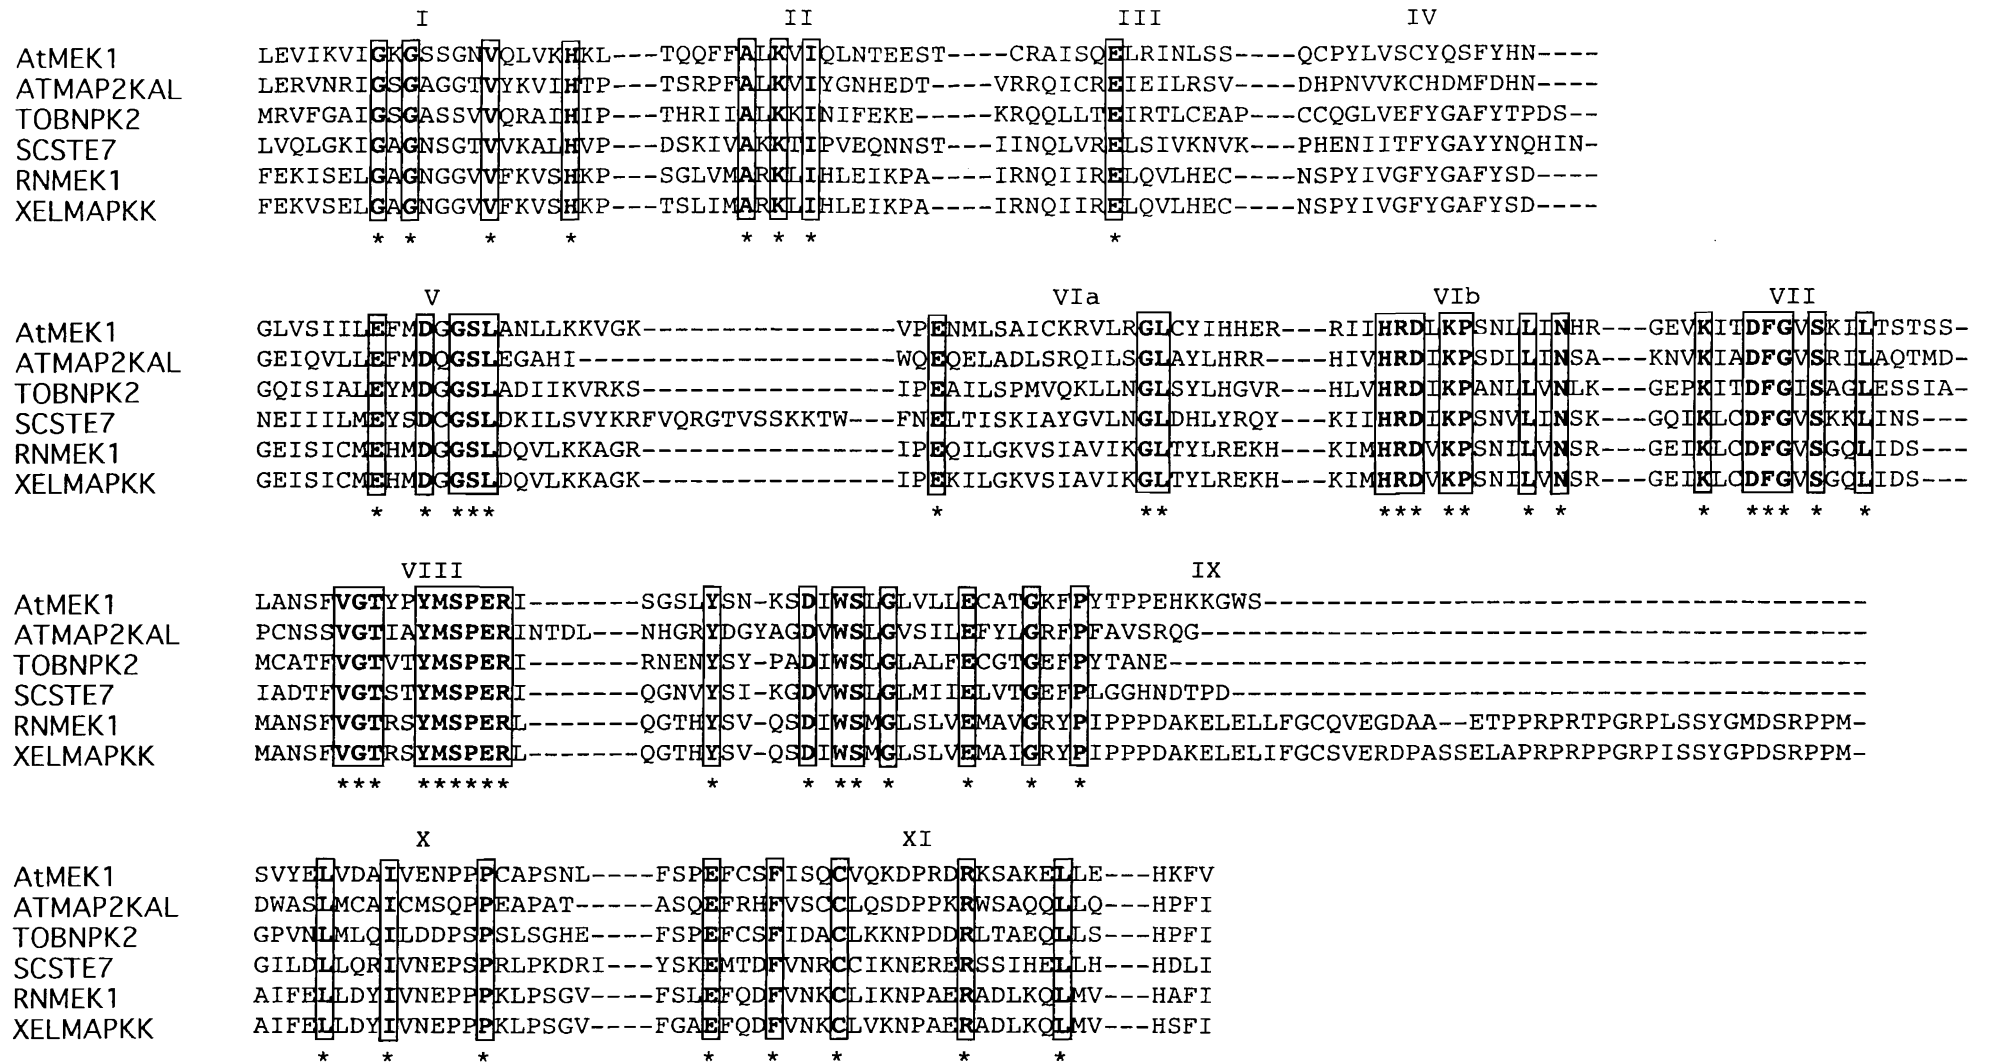 I II III IV
AtMEK1 LEVIKVIGKGSSGNVQLVKHKL---TQQFFALKVIQLNTEEST----CRAISQELRINLSS----QCPYLVSCYQSFYHN----
ATMAP2KAL LERVNRIGSGAGGTVYKVIHTP---TSRPFALKVIYGNHEDT----VRRQICREIEILRSV----DHPNVVKCHDMFDHN----
TOBNPK2 MRVFGAIGSGASSVVQRAIHIP---THRIIALKKINIFEKE-----KRQQLLTEIRTLCEAP---CCQGLVEFYGAFYTPDS--
SCSTE7 LVQLGKIGAGNSGTVVKALHVP---DSKIVAKKTIPVEQNNST---IINQLVRELSIVKNVK---PHENIITFYGAYYNQHIN-
RNMEK1 FEKISELGAGNGGVVFKVSHKP---SGLVMARKLIHLEIKPA----IRNQIIRELQVLHEC----NSPYIVGFYGAFYSD----
XELMAPKK FEKVSELGAGNGGVVFKVSHKP---TSLIMARKLIHLEIKPA----IRNQIIRELQVLHEC----NSPYIVGFYGAFYSD----
* * * * * * * *
V VIa VIb VII
AtMEK1 GLVSIILEFMDGGSLANLLKKVGK----------------VPENMLSAICKRVLRGLCYIHHER---RIIHRDLKPSNLLINHR---GEVKITDFGVSKILTSTSS-
ATMAP2KAL GEIQVLLEFMDQGSLEGAHI--------------------WQEQELADLSRQILSGLAYLHRR---HIVHRDIKPSDLLINSA---KNVKIADFGVSRILAQTMD-
TOBNPK2 GQISIALEYMDGGSLADIIKVRKS----------------IPEAILSPMVQKLLNGLSYLHGVR---HLVHRDIKPANLLVNLK---GEPKITDFGISAGLESSIA-
SCSTE7 NEIIILMEYSDCGSLDKILSVYKRFVQRGTVSSKKTW---FNELTISKIAYGVLNGLDHLYRQY---KIIHRDIKPSNVLINSK---GQIKLCDFGVSKKLINS---
RNMEK1 GEISICMEHMDGGSLDQVLKKAGR----------------IPEQILGKVSIAVIKGLTYLREKH---KIMHRDVKPSNILVNSR---GEIKLCDFGVSGQLIDS---
XELMAPKK GEISICMEHMDGGSLDQVLKKAGK----------------IPEKILGKVSIAVIKGLTYLREKH---KIMHRDVKPSNILVNSR---GEIKLCDFGVSGQLIDS---
* * *** * ** *** ** * * * *** * *
VIII IX
AtMEK1 LANSFVGTYPYMSPERI-------SGSLYSN-KSDIWSLGLVLLECATGKFPYTPPEHKKGWS--------------------------------------
ATMAP2KAL PCNSSVGTIAYMSPERINTDL---NHGRYDGYAGDVWSLGVSILEFYLGRFPFAVSRQG------------------------------------------
TOBNPK2 MCATFVGTVTYMSPERI-------RNENYSY-PADIWSLGLALFECGTGEFPYTANE--------------------------------------------
SCSTE7 IADTFVGTSTYMSPERI-------QGNVYSI-KGDVWSLGLMIIELVTGEFPLGGHNDTPD----------------------------------------
RNMEK1 MANSFVGTRSYMSPERL-------QGTHYSV-QSDIWSMGLSLVEMAVGRYPIPPPDAKELELLFGCQVEGDAA--ETPPRPRTPGRPLSSYGMDSRPPM-
XELMAPKK MANSFVGTRSYMSPERL-------QGTHYSV-QSDIWSMGLSLVEMAIGRYPIPPPDAKELELIFGCSVERDPASSELAPRPRPPGRPISSYGPDSRPPM-
*** ****** * * ** * * * *
X XI
AtMEK1 SVYELVDAIVENPPPCAPSNL----FSPEFCSFISQCVQKDPRDRKSAKELLE---HKFV
ATMAP2KAL DWASLMCAICMSQPPEAPAT-----ASQEFRHFVSCCLQSDPPKRWSAQQLLQ---HPFI
TOBNPK2 GPVNLMLQILDDPSPSLSGHE----FSPEFCSFIDACLKKNPDDRLTAEQLLS---HPFI
SCSTE7 GILDLLQRIVNEPSPRLPKDRI---YSKEMTDFVNRCCIKNERERSSIHELLH---HDLI
RNMEK1 AIFELLDYIVNEPPPKLPSGV----FSLEFQDFVNKCLIKNPAERADLKQLMV---HAFI
XELMAPKK AIFELLDYIVNEPPPKLPSGV----FGAEFQDFVNKCLVKNPAERADLKQLMV---HSFI
* * * * * * * *